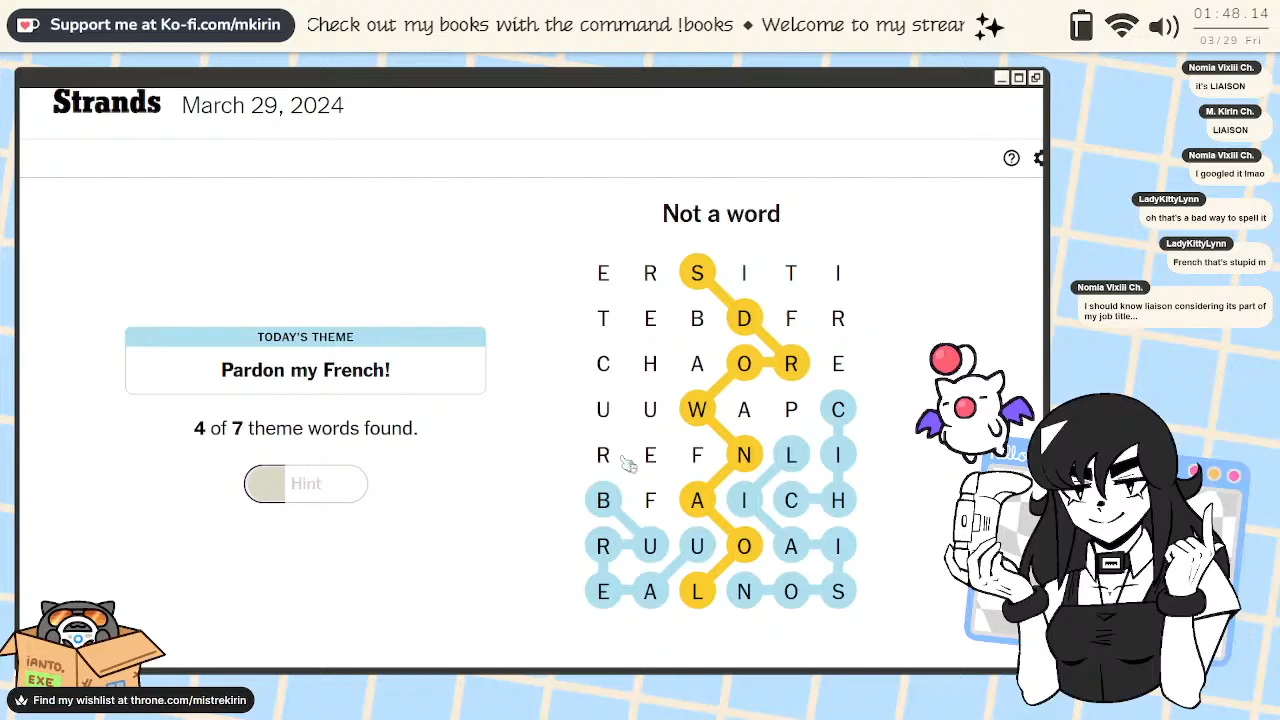 Support me at Ko-fi.com/mkirin
Check out my books with the command !books ◆ Welcome to my strear
01:48.14
03/29 Fri
Strands March 29, 2024
Not a word
TODAY'S THEME
Pardon my French!
4 of 7 theme words found.
Hint
E R S I T I
T E B D F R
C H A O R E
U U W A P C
R E F N L I
B F A I C H
R U U O A I
E A L N O S
Nomia Vixiii Ch.
it's LIAISON
M. Kirin Ch.
LIAISON
Nomia Vixiii Ch.
I googled it lmao
LadyKittyLynn
oh that's a bad way to spell it
LadyKittyLynn
French that's stupid m
Nomia Vixiii Ch.
I should know liaison considering its part of
my job title...
iANTO.
EXE
Find my wishlist at throne.com/mistrekirin